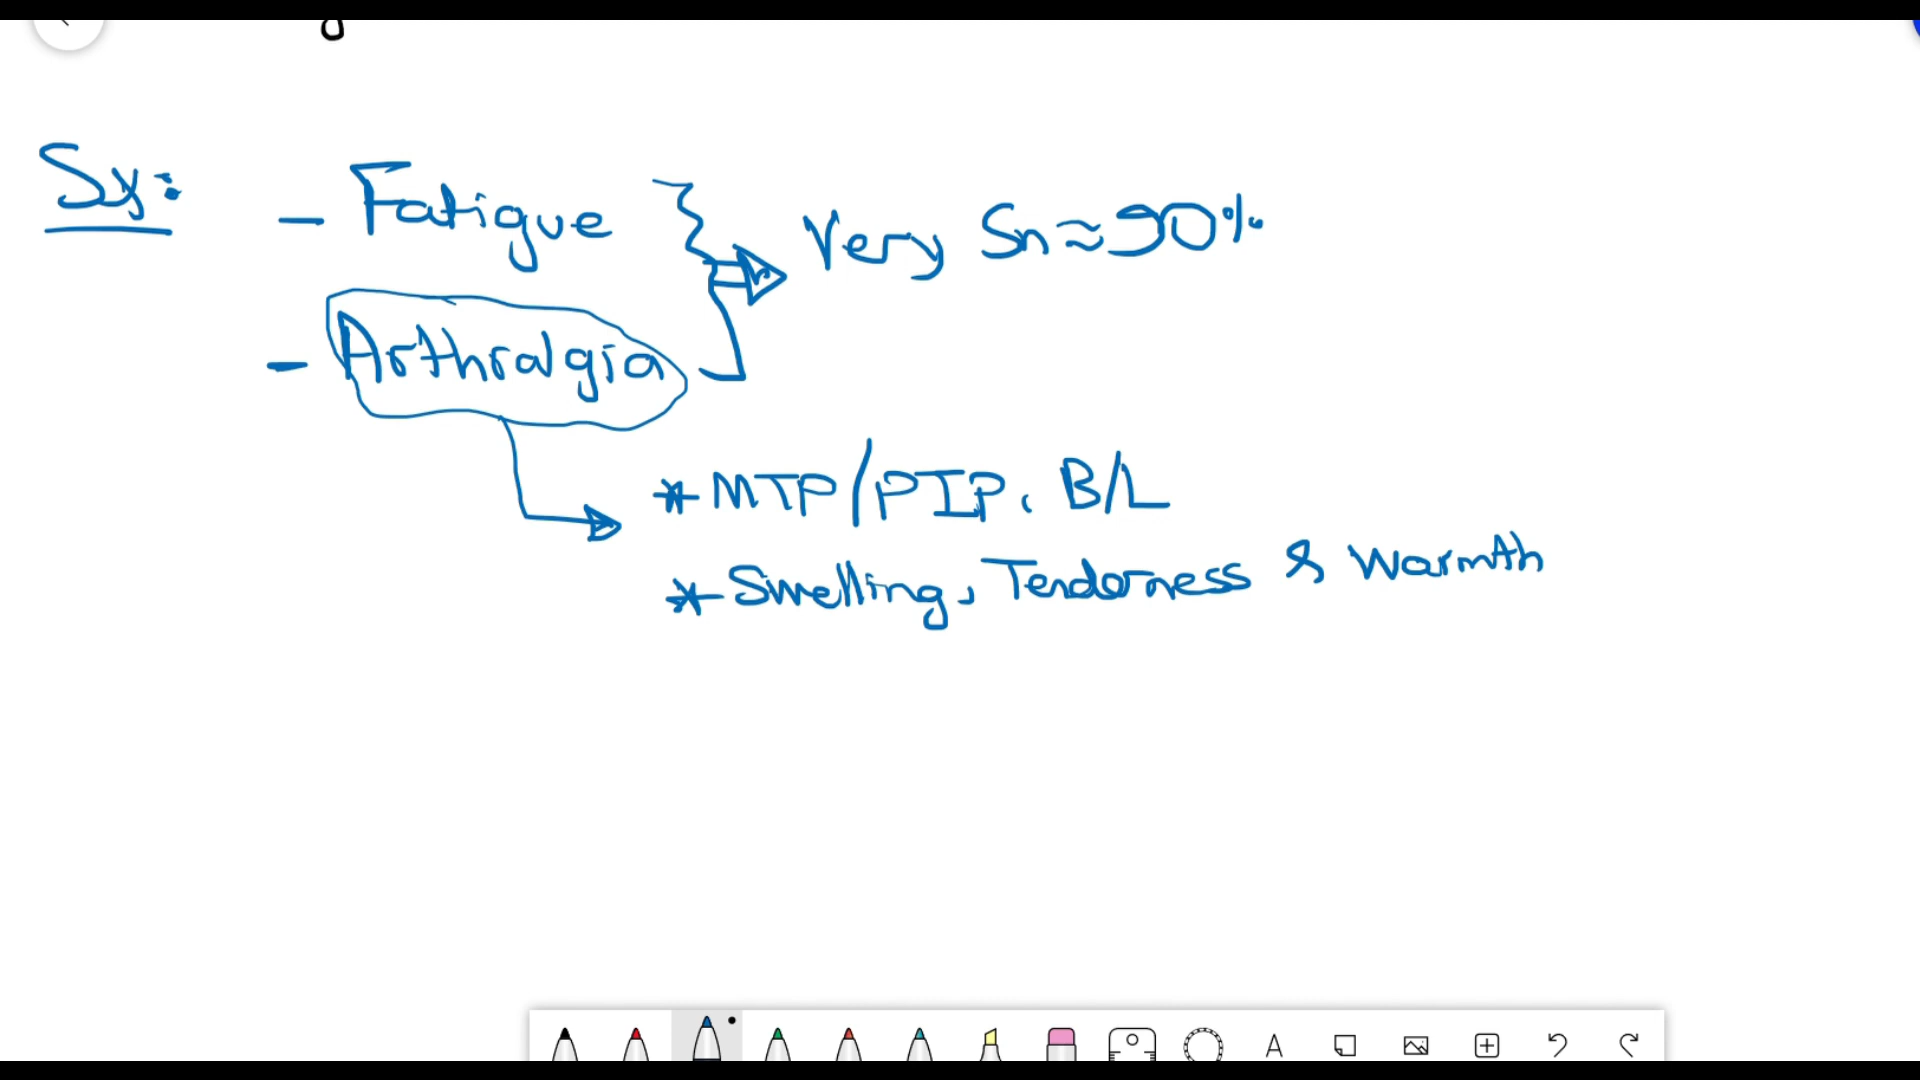 Sx:
- Fatigue
Very Sn ≈ 90%
- Arthralgia
* MTP/PIP, B/L
* Swelling, Tenderness & Warmth
A